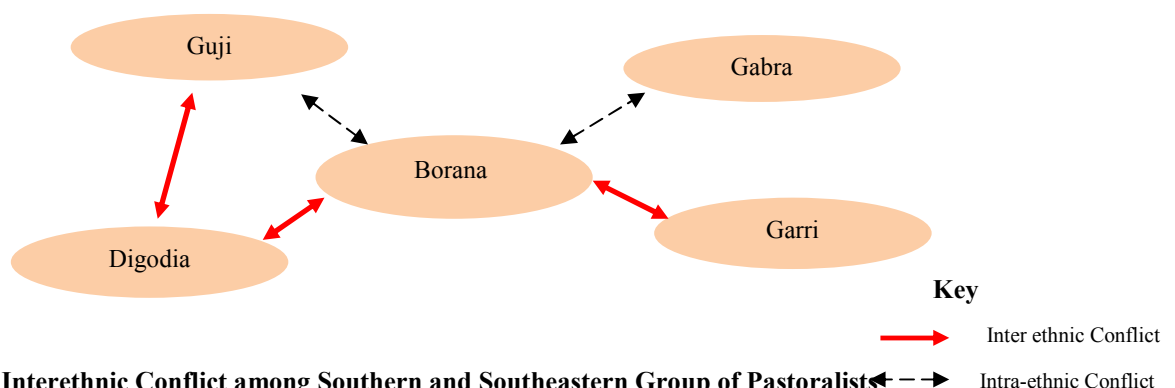 Guji
Gabra
Borana
Garri
Digodia
Key
Inter ethnic Conflict
Interethnic Conflict among Southern and Southeastern Group of Pastoralists
Intra-ethnic Conflict